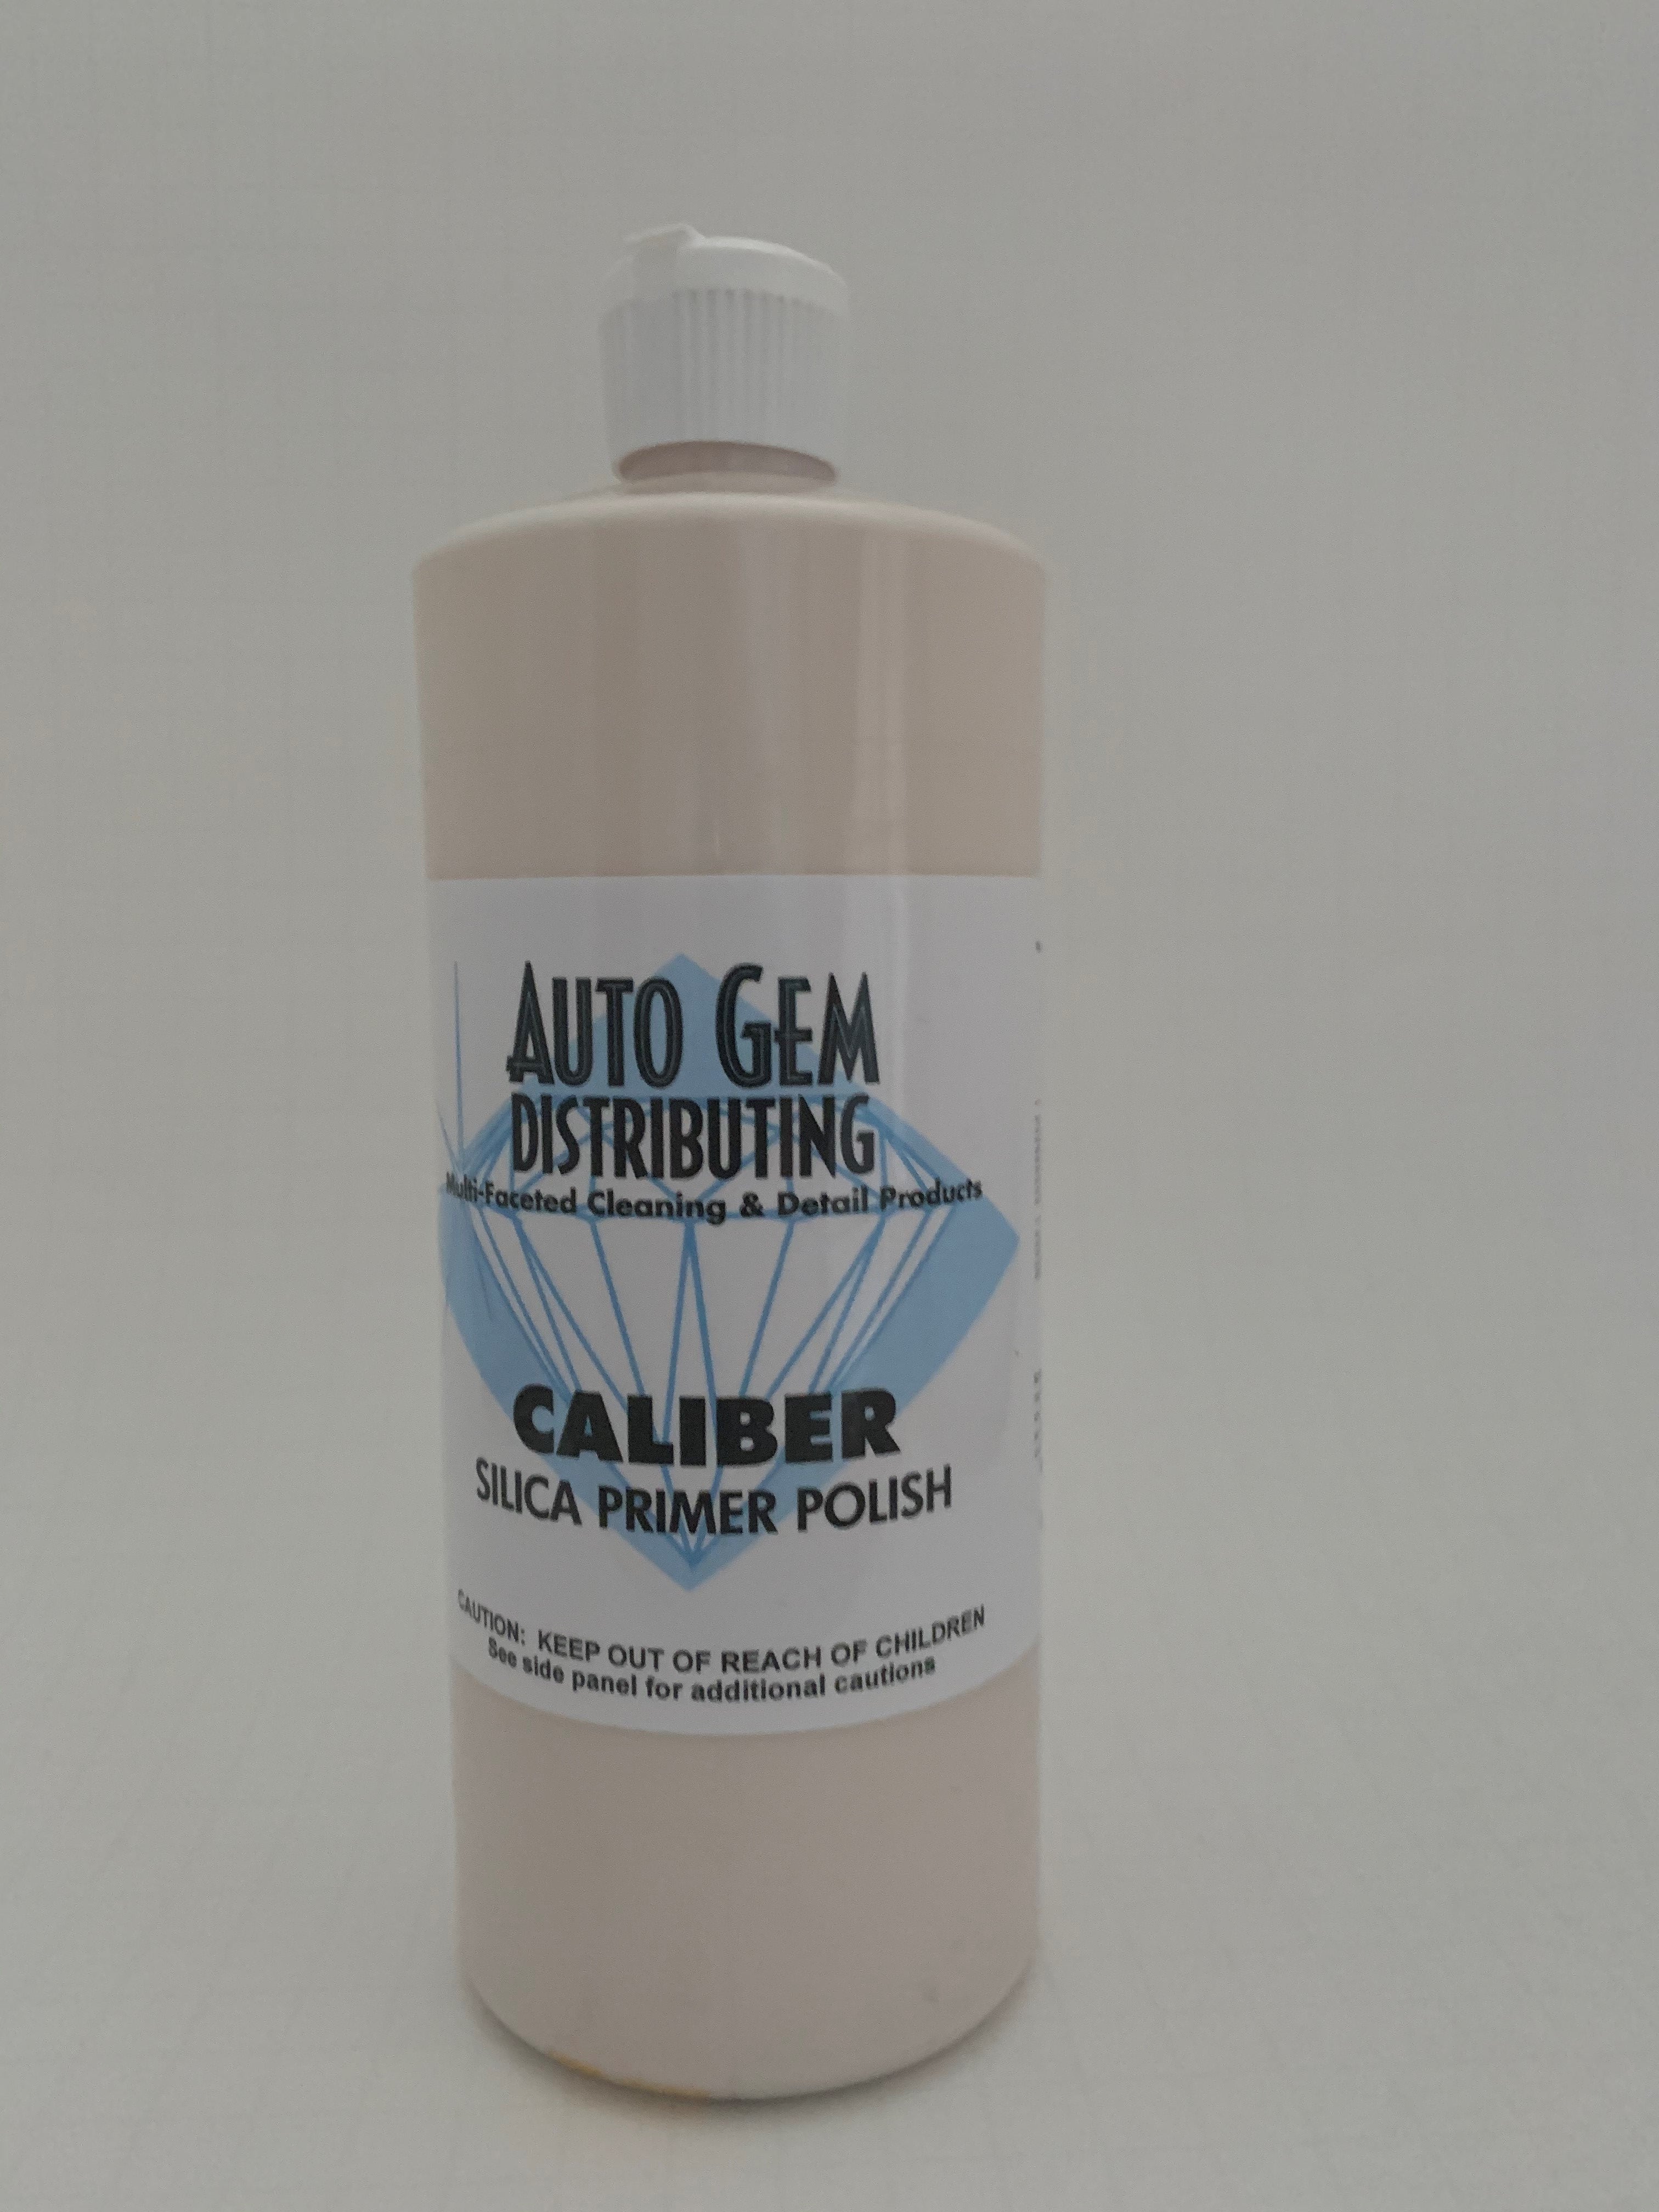 AUTO GEM
DISTRIBUTING
Multi-Faceted Cleaning & Detail Products
CALIBER
SILICA PRIMER POLISH
CAUTION: KEEP OUT OF REACH OF CHILDREN
See side panel for additional cautions